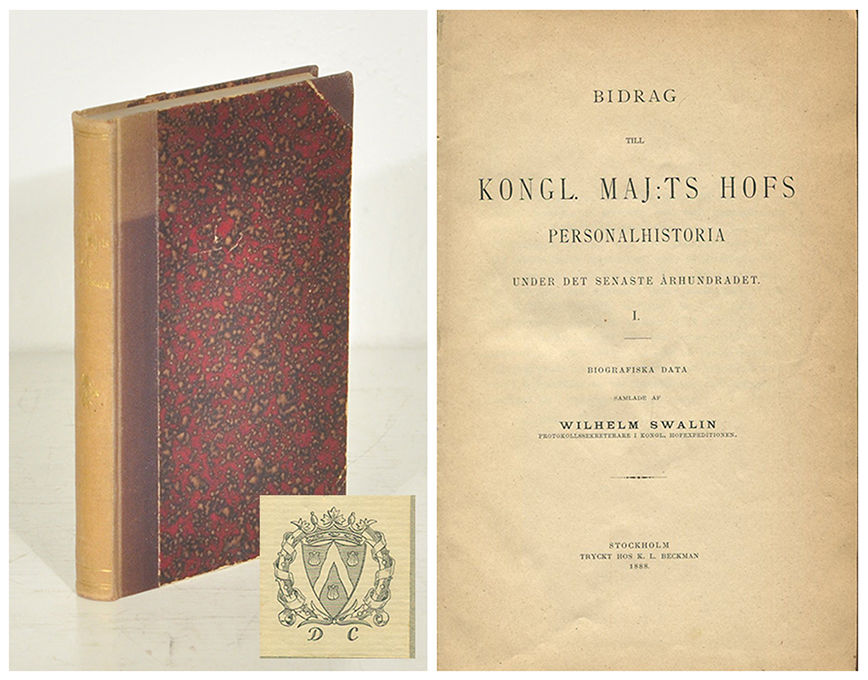 D C
BIDRAG
TILL
KONGL. MAJ:TS HOFS
PERSONALHISTORIA
UNDER DET SENASTE ÅRHUNDRADET.
I.
BIOGRAFISKA DATA
SAMLADE AF
WILHELM SWALIN
PROTOKOLLSSEKRETERARE I KONGL. HOFEXPEDITIONEN.
STOCKHOLM
TRYCKT HOS K. L. BECKMAN
1888.